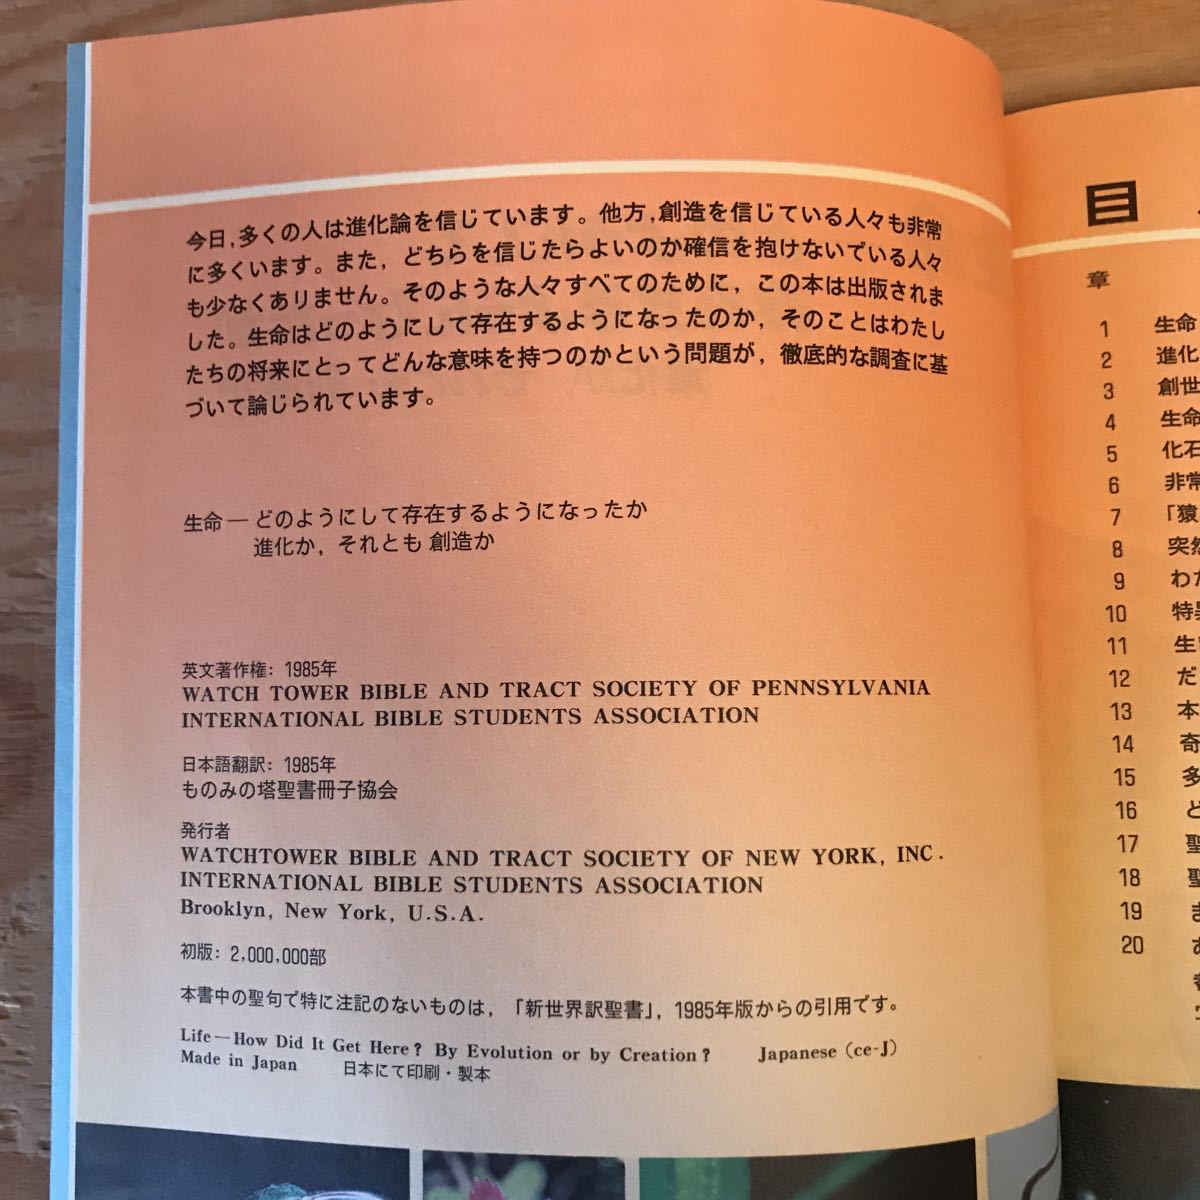 今日,多くの人は進化論を信じています。他方,創造を信じている人々も非常
に多くいます。また,どちらを信じたらよいのか確信を抱けないでいる人々
も少なくありません。そのような人々すべてのために,この本は出版されま
した。生命はどのようにして存在するようになったのか,そのことはわたし
たちの将来にとってどんな意味を持つのかという問題が,徹底的な調査に基
づいて論じられています。
生命 ― どのようにして存在するようになったか
進化か,それとも 創造か
英文著作権: 1985年
WATCH TOWER BIBLE AND TRACT SOCIETY OF PENNSYLVANIA
INTERNATIONAL BIBLE STUDENTS ASSOCIATION
日本語翻訳: 1985年
ものみの塔聖書冊子協会
発行者
WATCHTOWER BIBLE AND TRACT SOCIETY OF NEW YORK, INC.
INTERNATIONAL BIBLE STUDENTS ASSOCIATION
Brooklyn, New York, U.S.A.
初版: 2,000,000部
本書中の聖句で特に注記のないものは,「新世界訳聖書」, 1985年版からの引用です。
Life—How Did It Get Here? By Evolution or by Creation? Japanese (ce-J)
Made in Japan 日本にて印刷・製本
目
章
1 生命
2 進化
3 創世
4 生命
5 化石
6 非常
7 「猿
8 突然
9 わた
10 特異
11 生
12 だ
13 本
14 奇
15 多
16 ど
17 聖
18 聖
19 ま
20 あ